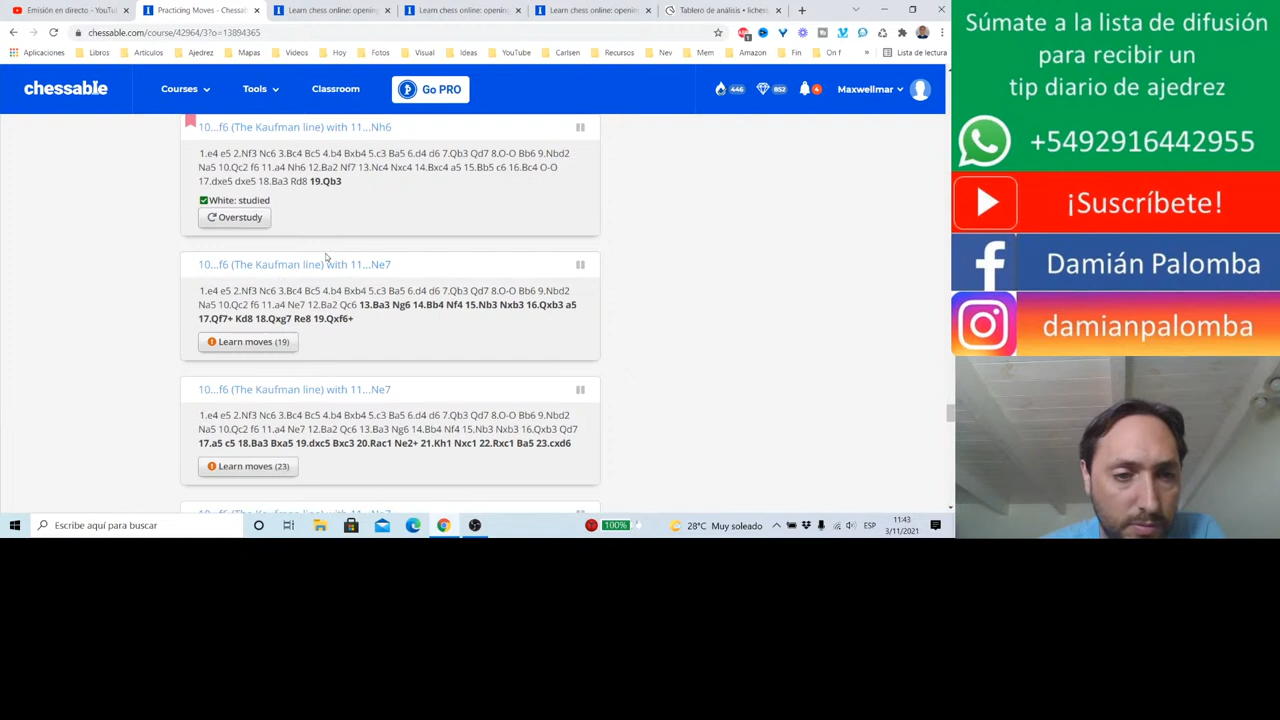 Emisión en directo - YouTu
Practicing Moves - Chessab
Learn chess online: opening
Learn chess online: opening
Learn chess online: opening
Tablero de análisis • lichess
chessable.com/course/42964/3?o=13894365
Aplicaciones
Libros
Artículos
Ajedrez
Mapas
Videos
Hoy
Fotos
Visual
Ideas
YouTube
Carlsen
Recursos
Nev
Mem
Amazon
Fin
On f
Lista de lectura
chessable
Courses
Tools
Classroom
Go PRO
446
852
4
Maxwellmar
10...f6 (The Kaufman line) with 11...Nh6
1.e4 e5 2.Nf3 Nc6 3.Bc4 Bc5 4.b4 Bxb4 5.c3 Ba5 6.d4 d6 7.Qb3 Qd7 8.O-O Bb6 9.Nbd2
Na5 10.Qc2 f6 11.a4 Nh6 12.Ba2 Nf7 13.Nc4 Nxc4 14.Bxc4 a5 15.Bb5 c6 16.Bc4 O-O
17.dxe5 dxe5 18.Ba3 Rd8 19.Qb3
White: studied
Overstudy
10...f6 (The Kaufman line) with 11...Ne7
1.e4 e5 2.Nf3 Nc6 3.Bc4 Bc5 4.b4 Bxb4 5.c3 Ba5 6.d4 d6 7.Qb3 Qd7 8.O-O Bb6 9.Nbd2
Na5 10.Qc2 f6 11.a4 Ne7 12.Ba2 Qc6 13.Ba3 Ng6 14.Bb4 Nf4 15.Nb3 Nxb3 16.Qxb3 a5
17.Qf7+ Kd8 18.Qxg7 Re8 19.Qxf6+
Learn moves (19)
10...f6 (The Kaufman line) with 11...Ne7
1.e4 e5 2.Nf3 Nc6 3.Bc4 Bc5 4.b4 Bxb4 5.c3 Ba5 6.d4 d6 7.Qb3 Qd7 8.O-O Bb6 9.Nbd2
Na5 10.Qc2 f6 11.a4 Ne7 12.Ba2 Qc6 13.Ba3 Ng6 14.Bb4 Nf4 15.Nb3 Nxb3 16.Qxb3 Qd7
17.a5 c5 18.Ba3 Bxa5 19.dxc5 Bxc3 20.Rac1 Ne2+ 21.Kh1 Nxc1 22.Rxc1 Ba5 23.cxd6
Learn moves (23)
10...f6 (The Kaufman line) with 11...Ne7
Escribe aquí para buscar
100%
28°C Muy soleado
ESP
11:43
3/11/2021
Súmate a la lista de difusión
para recibir un
tip diario de ajedrez
+5492916442955
¡Suscríbete!
Damián Palomba
damianpalomba